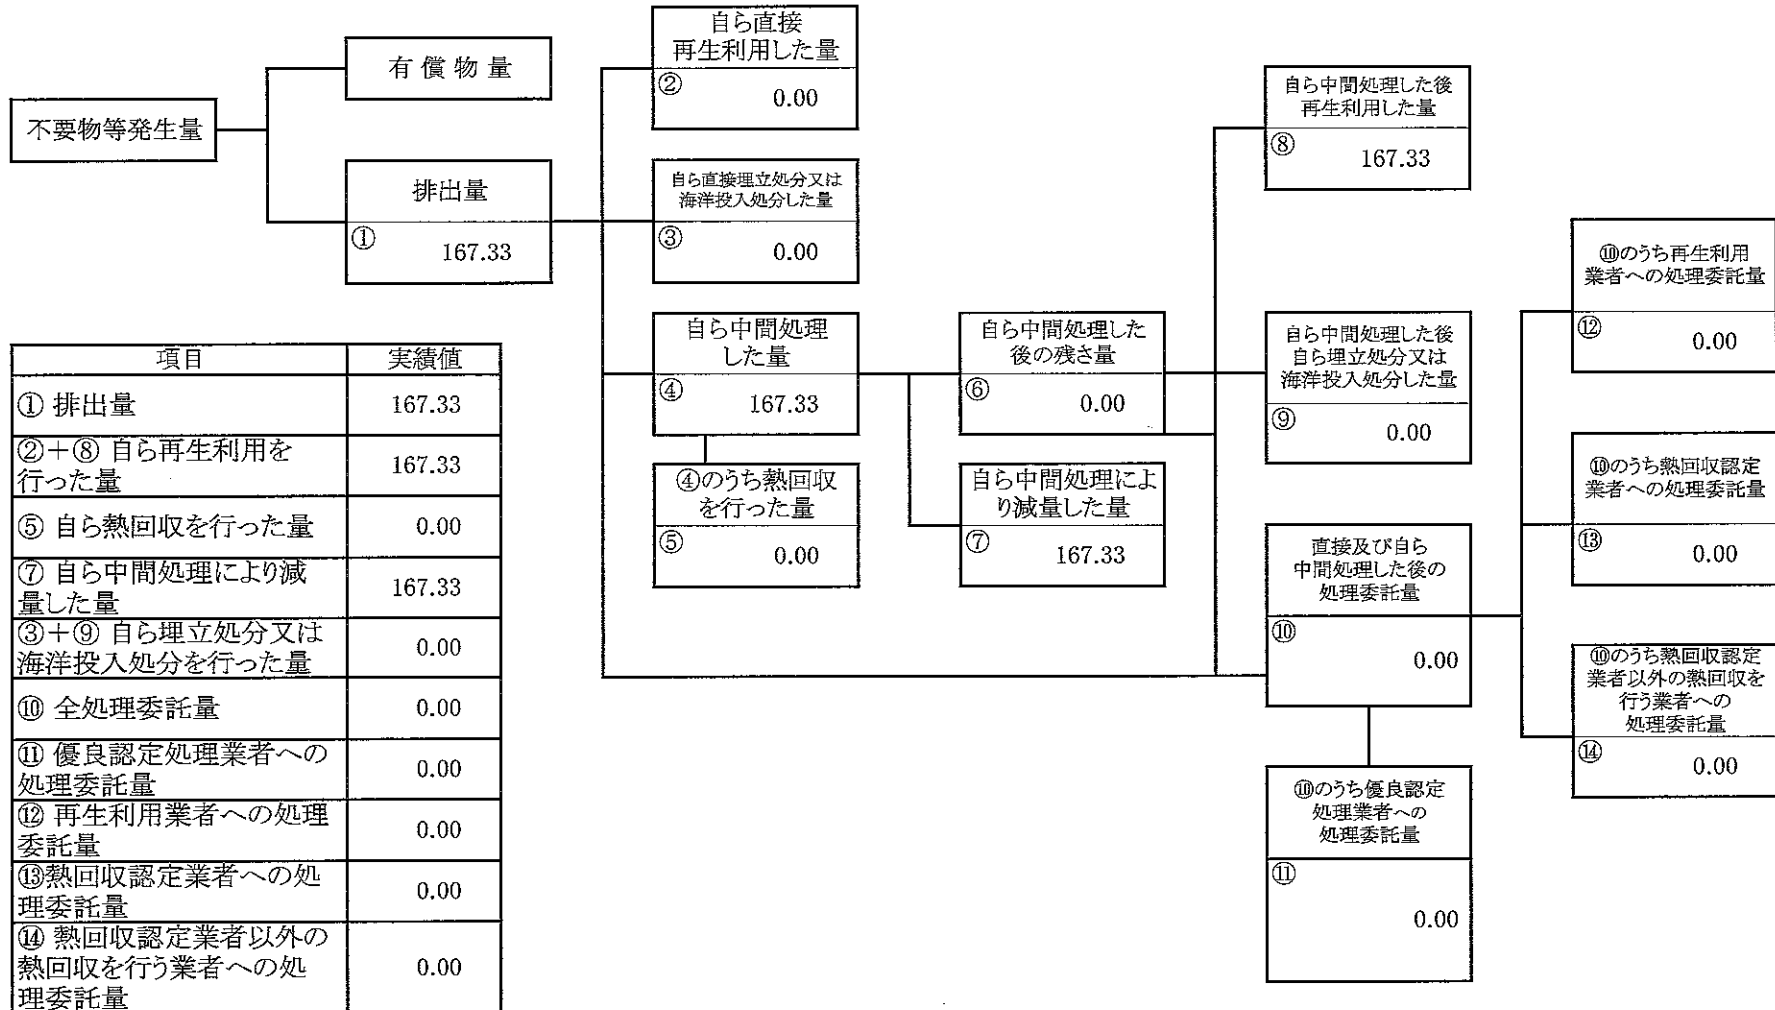 不要物等発生量
有償物量
排出量
① 167.33
自ら直接
再生利用した量
② 0.00
自ら直接埋立処分又は
海洋投入処分した量
③ 0.00
自ら中間処理
した量
④ 167.33
④のうち熱回収
を行った量
⑤ 0.00
自ら中間処理した
後の残さ量
⑥ 0.00
自ら中間処理によ
り減量した量
⑦ 167.33
自ら中間処理した後
再生利用した量
⑧ 167.33
自ら中間処理した後
自ら埋立処分又は
海洋投入処分した量
⑨ 0.00
直接及び自ら
中間処理した後の
処理委託量
⑩ 0.00
⑩のうち優良認定
処理業者への
処理委託量
⑪ 0.00
⑩のうち再生利用
業者への処理委託量
⑫ 0.00
⑩のうち熱回収認定
業者への処理委託量
⑬ 0.00
⑩のうち熱回収認定
業者以外の熱回収を
行う業者への
処理委託量
⑭ 0.00
項目 実績値
① 排出量 167.33
②+⑧ 自ら再生利用を
行った量 167.33
⑤ 自ら熱回収を行った量 0.00
⑦ 自ら中間処理により減
量した量 167.33
③+⑨ 自ら埋立処分又は
海洋投入処分を行った量 0.00
⑩ 全処理委託量 0.00
⑪ 優良認定処理業者への
処理委託量 0.00
⑫ 再生利用業者への処理
委託量 0.00
⑬熱回収認定業者への処
理委託量 0.00
⑭ 熱回収認定業者以外の
熱回収を行う業者への処
理委託量 0.00